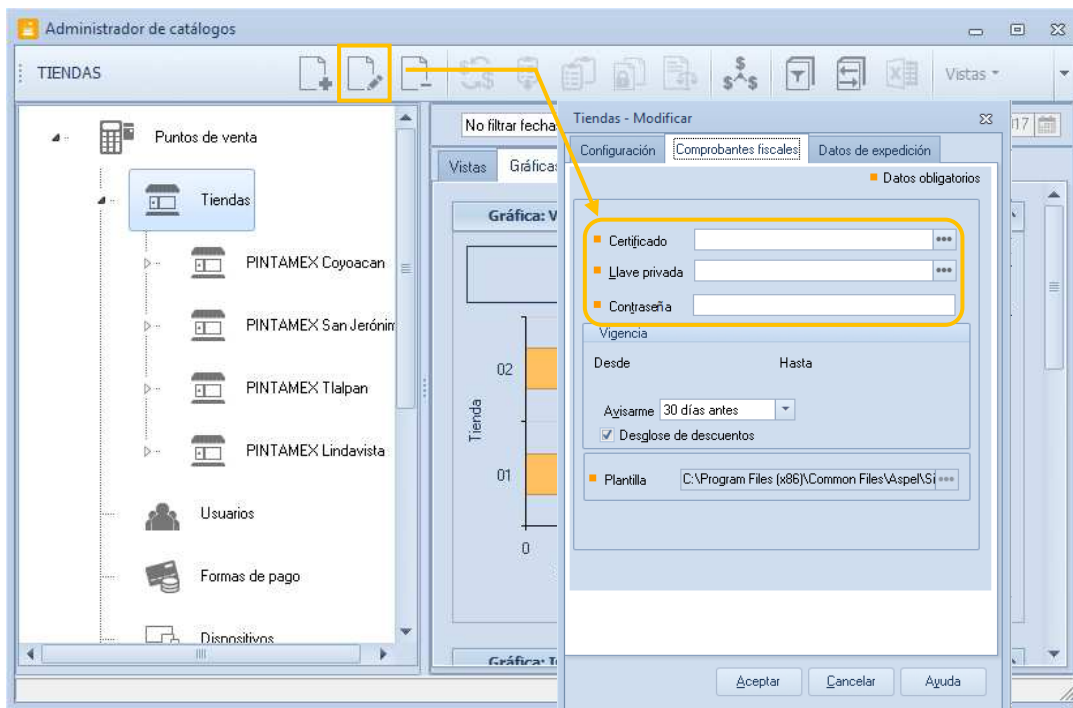 Administrador de catálogos
TIENDAS
Vistas
Puntos de venta
Tiendas
PINTAMEX Coyoacan
PINTAMEX San Jeróním
PINTAMEX Tlalpan
PINTAMEX Lindavista
Usuarios
Formas de pago
Dispositivos
No filtrar fecha
17
Vistas
Gráficas
Gráfica: V
Tienda
02
01
0
Gráfica: T
Tiendas - Modificar
Configuración
Comprobantes fiscales
Datos de expedición
Datos obligatorios
Certificado
Llave privada
Contraseña
Vigencia
Desde
Hasta
Avisarme
30 días antes
Desglose de descuentos
Plantilla
C:\Program Files (x86)\Common Files\Aspel\Si
Aceptar
Cancelar
Ayuda